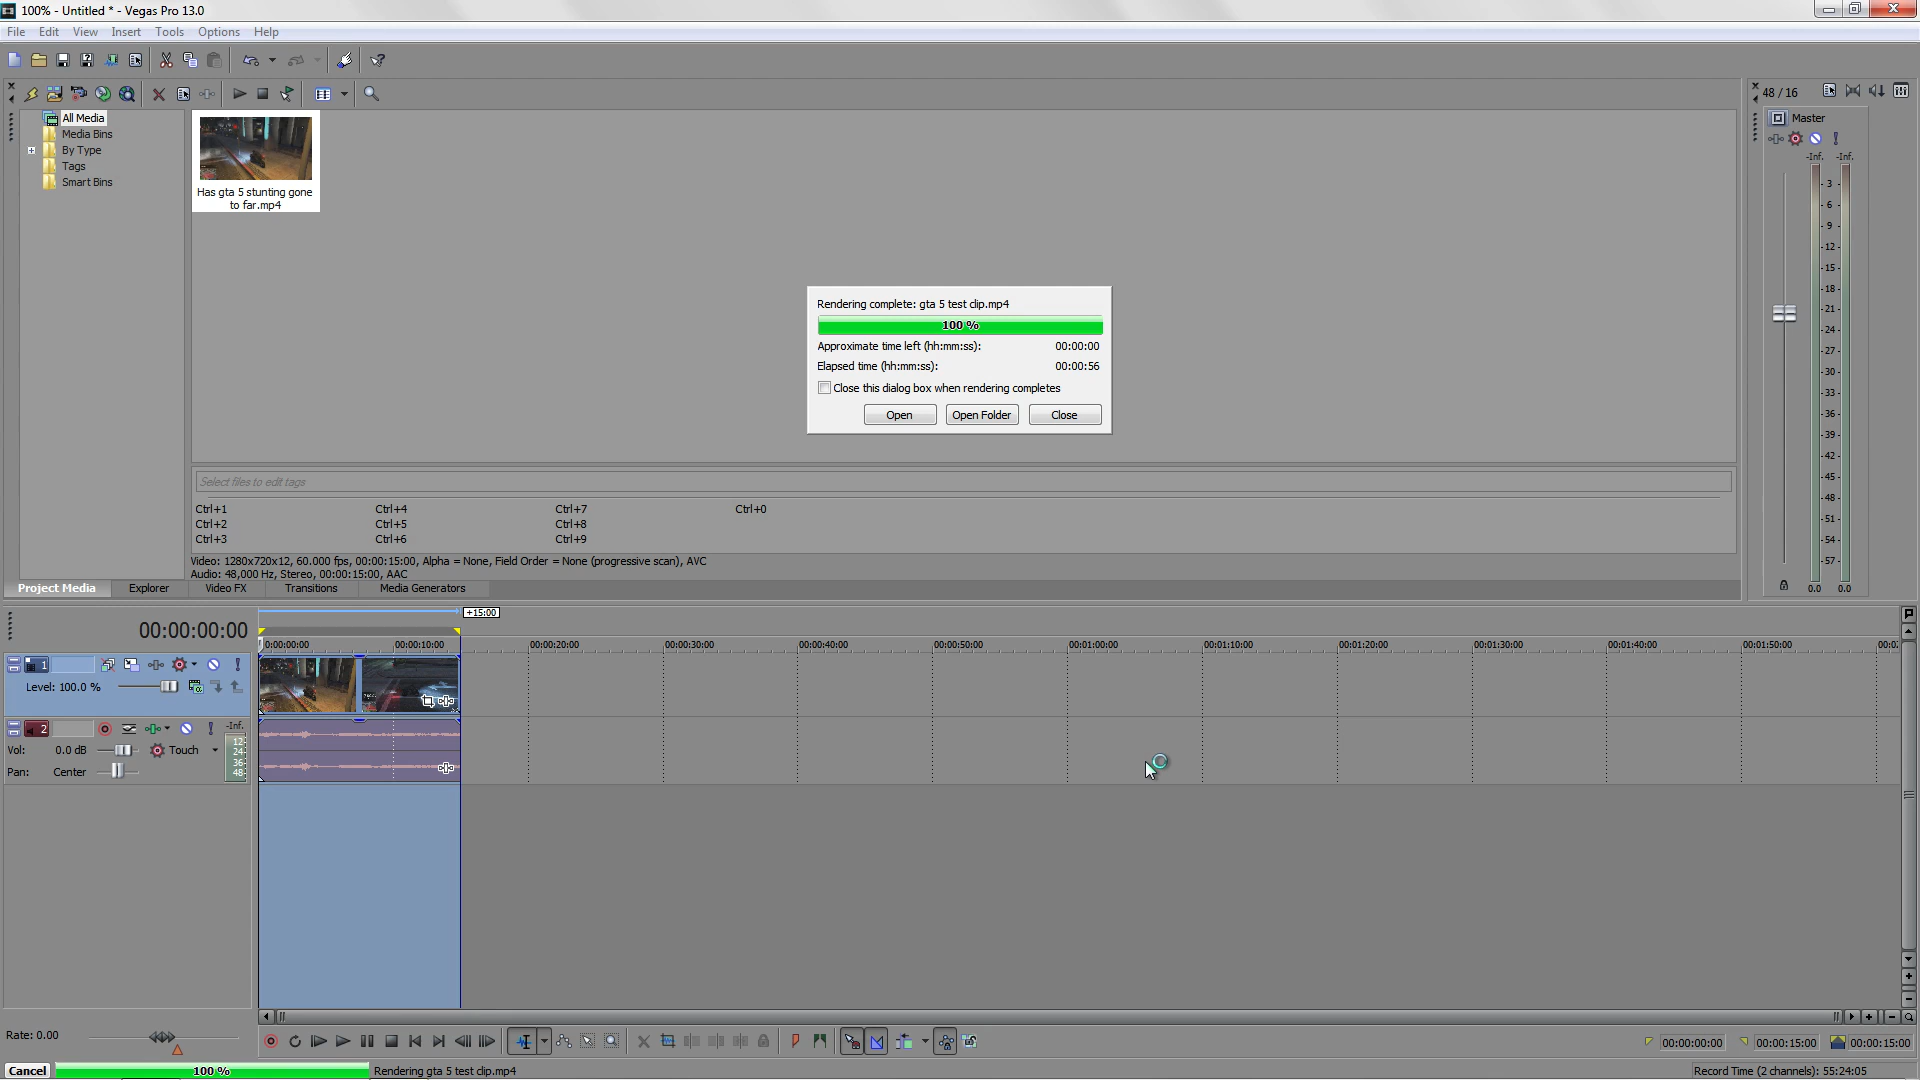 100% - Untitled * - Vegas Pro 13.0
File Edit View Insert Tools Options Help
48 / 16
All Media
Media Bins
By Type
Tags
Smart Bins
Has gta 5 stunting gone
to far.mp4
Master
-Inf. -Inf.
3
6
9
12
15
18
21
24
27
30
33
36
39
42
45
48
51
54
57
0.0 0.0
Rendering complete: gta 5 test clip.mp4
100 %
Approximate time left (hh:mm:ss): 00:00:00
Elapsed time (hh:mm:ss): 00:00:56
Close this dialog box when rendering completes
Open Open Folder Close
Select files to edit tags
Ctrl+1 Ctrl+4 Ctrl+7 Ctrl+0
Ctrl+2 Ctrl+5 Ctrl+8
Ctrl+3 Ctrl+6 Ctrl+9
Video: 1280x720x12, 60.000 fps, 00:00:15:00, Alpha = None, Field Order = None (progressive scan), AVC
Audio: 48,000 Hz, Stereo, 00:00:15:00, AAC
Project Media Explorer Video FX Transitions Media Generators
+15:00
00:00:00:00
0:00:00:00 00:00:10:00 00:00:20:00 00:00:30:00 00:00:40:00 00:00:50:00 00:01:00:00 00:01:10:00 00:01:20:00 00:01:30:00 00:01:40:00 00:01:50:00
1
Level: 100.0 %
2
-Inf.
Vol: 0.0 dB Touch
Pan: Center
12
24
36
48
Rate: 0.00
00:00:00:00 00:00:15:00 00:00:15:00
Cancel 100 % Rendering gta 5 test clip.mp4
Record Time (2 channels): 55:24:05